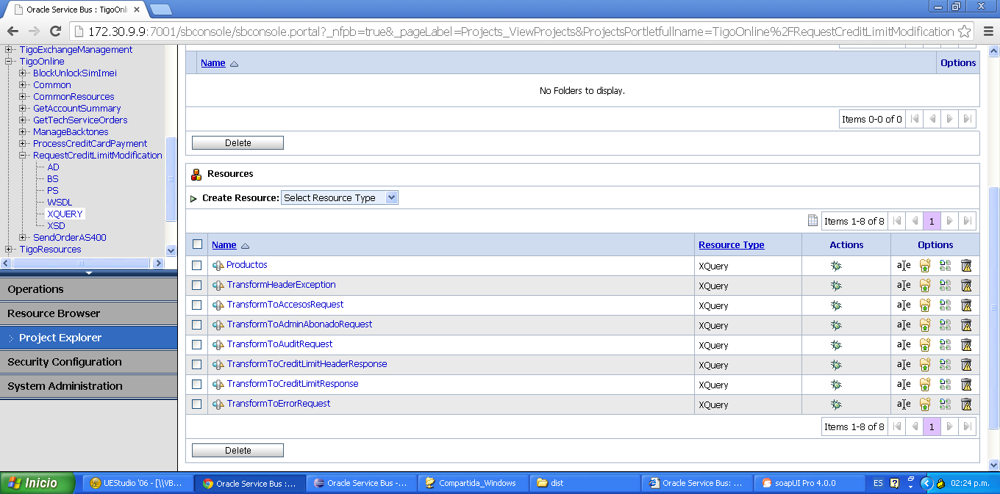 Oracle Service Bus : TigoOnli
172.30.9.9:7001/sbconsole/sbconsole.portal?_nfpb=true&_pageLabel=Projects_ViewProjects&ProjectsPortletfullname=TigoOnline%2FRequestCreditLimitModification
TigoExchangeManagement
TigoOnline
BlockUnlockSimImei
Common
CommonResources
GetAccountSummary
GetTechServiceOrders
ManageBacktones
ProcessCreditCardPayment
RequestCreditLimitModification
AD
BS
PS
WSDL
XQUERY
XSD
SendOrderAS400
TigoResources
Operations
Resource Browser
Project Explorer
Security Configuration
System Administration
Name Options
No Folders to display.
Items 0-0 of 0
Delete
Resources
Create Resource: Select Resource Type
Items 1-8 of 8 1
Name Resource Type Actions Options
Productos XQuery a e
TransformHeaderException XQuery a e
TransformToAccesosRequest XQuery a e
TransformToAdminAbonadoRequest XQuery a e
TransformToAuditRequest XQuery a e
TransformToCreditLimitHeaderResponse XQuery a e
TransformToCreditLimitResponse XQuery a e
TransformToErrorRequest XQuery a e
Items 1-8 of 8 1
Delete
Inicio UEStudio '06 - [\\VB... Oracle Service Bus :... Oracle Service Bus -... Compartida_Windows dist Oracle Service Bus: ... soapUI Pro 4.0.0 ES 02:24 p.m.